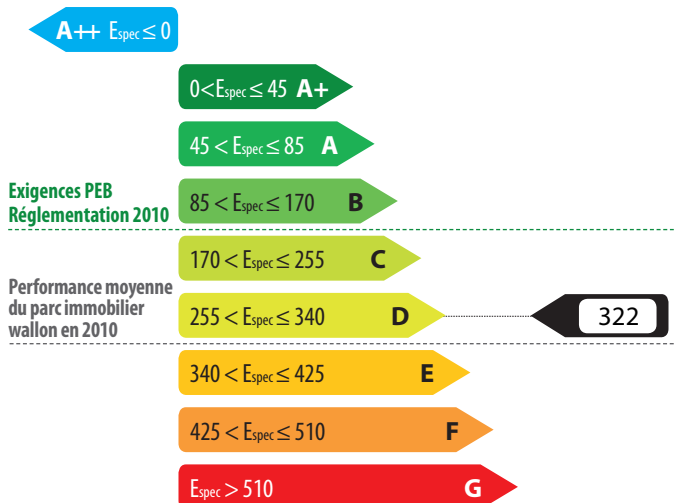 A++ Espec ≤ 0
0 < Espec ≤ 45 A+
45 < Espec ≤ 85 A
Exigences PEB
Réglementation 2010
85 < Espec ≤ 170 B
170 < Espec ≤ 255 C
Performance moyenne
du parc immobilier
wallon en 2010
255 < Espec ≤ 340 D
322
340 < Espec ≤ 425 E
425 < Espec ≤ 510 F
Espec > 510 G